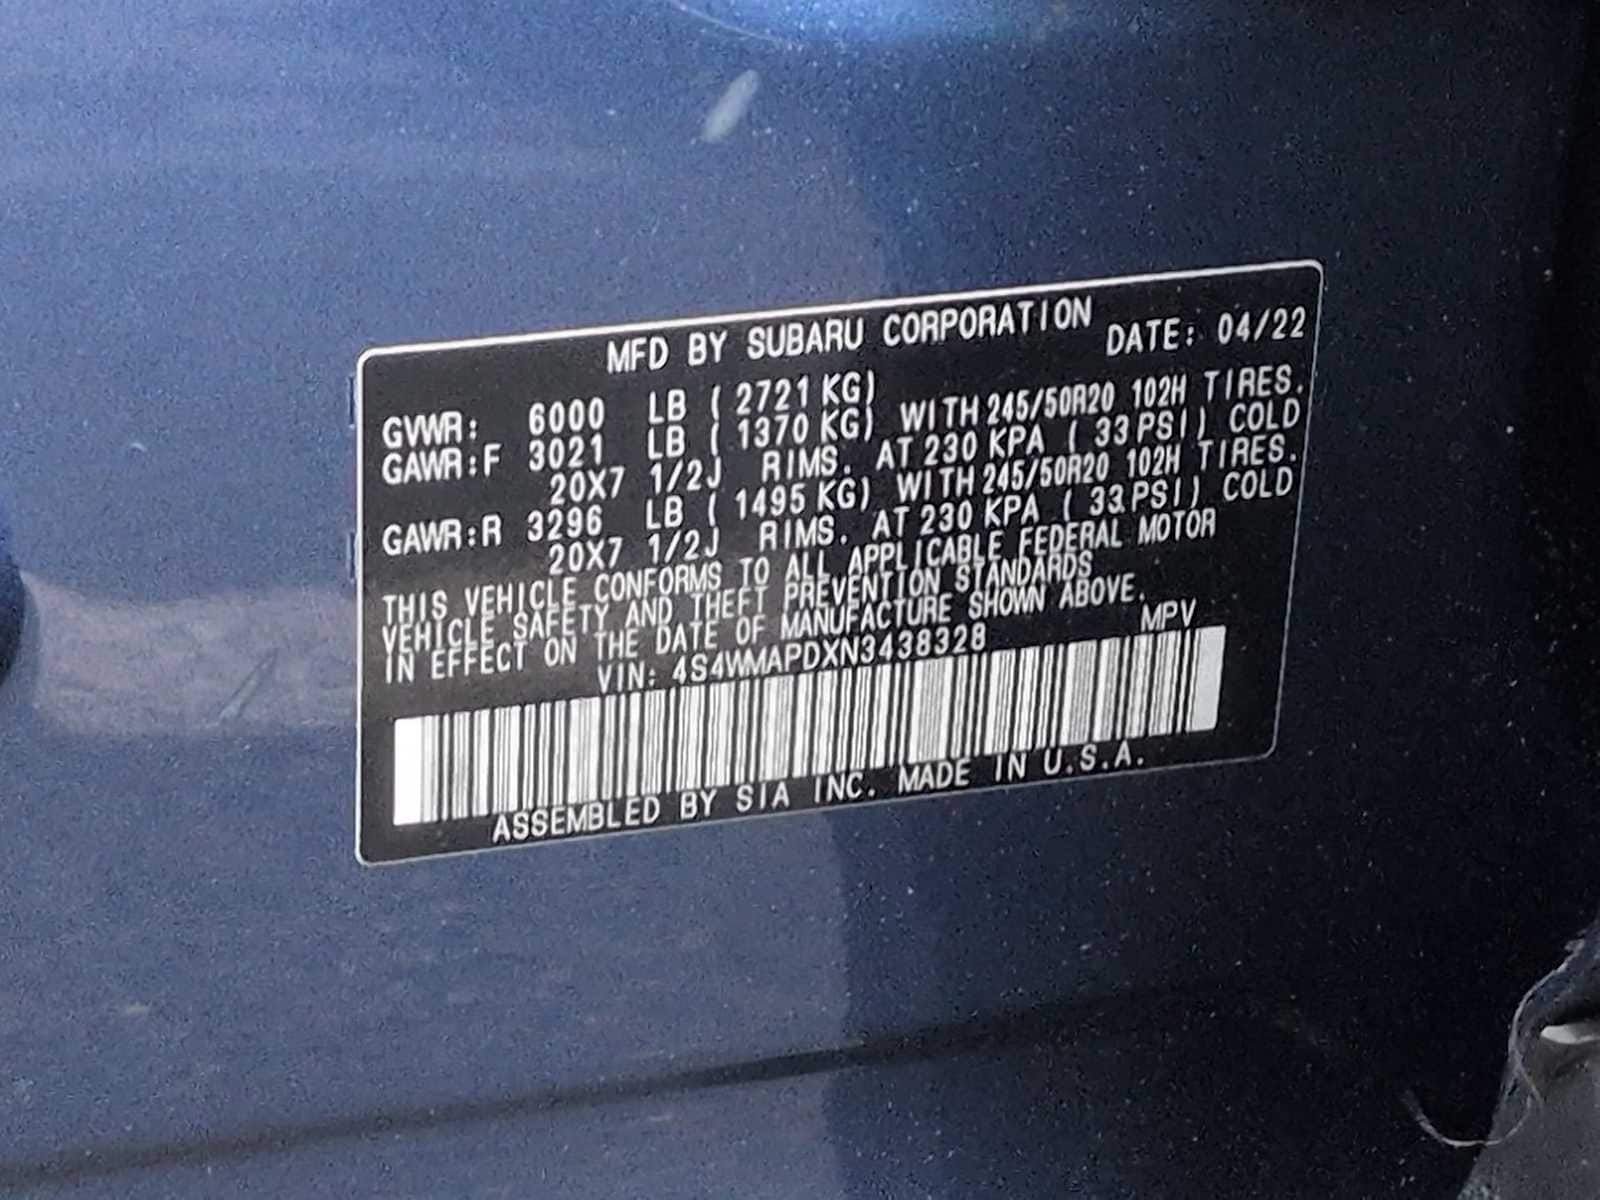 MFD BY SUBARU CORPORATION DATE: 04/22
GVWR: 6000 LB ( 2721 KG)
GAWR:F 3021 LB ( 1370 KG) WITH 245/50R20 102H TIRES.
20X7 1/2J RIMS. AT 230 KPA ( 33 PSI) COLD
GAWR:R 3296 LB ( 1495 KG) WITH 245/50R20 102H TIRES.
20X7 1/2J RIMS. AT 230 KPA ( 33 PSI) COLD
THIS VEHICLE CONFORMS TO ALL APPLICABLE FEDERAL MOTOR
VEHICLE SAFETY AND THEFT PREVENTION STANDARDS
IN EFFECT ON THE DATE OF MANUFACTURE SHOWN ABOVE.
VIN: 4S4WMAPDXN3438328 MPV
ASSEMBLED BY SIA INC. MADE IN U.S.A.